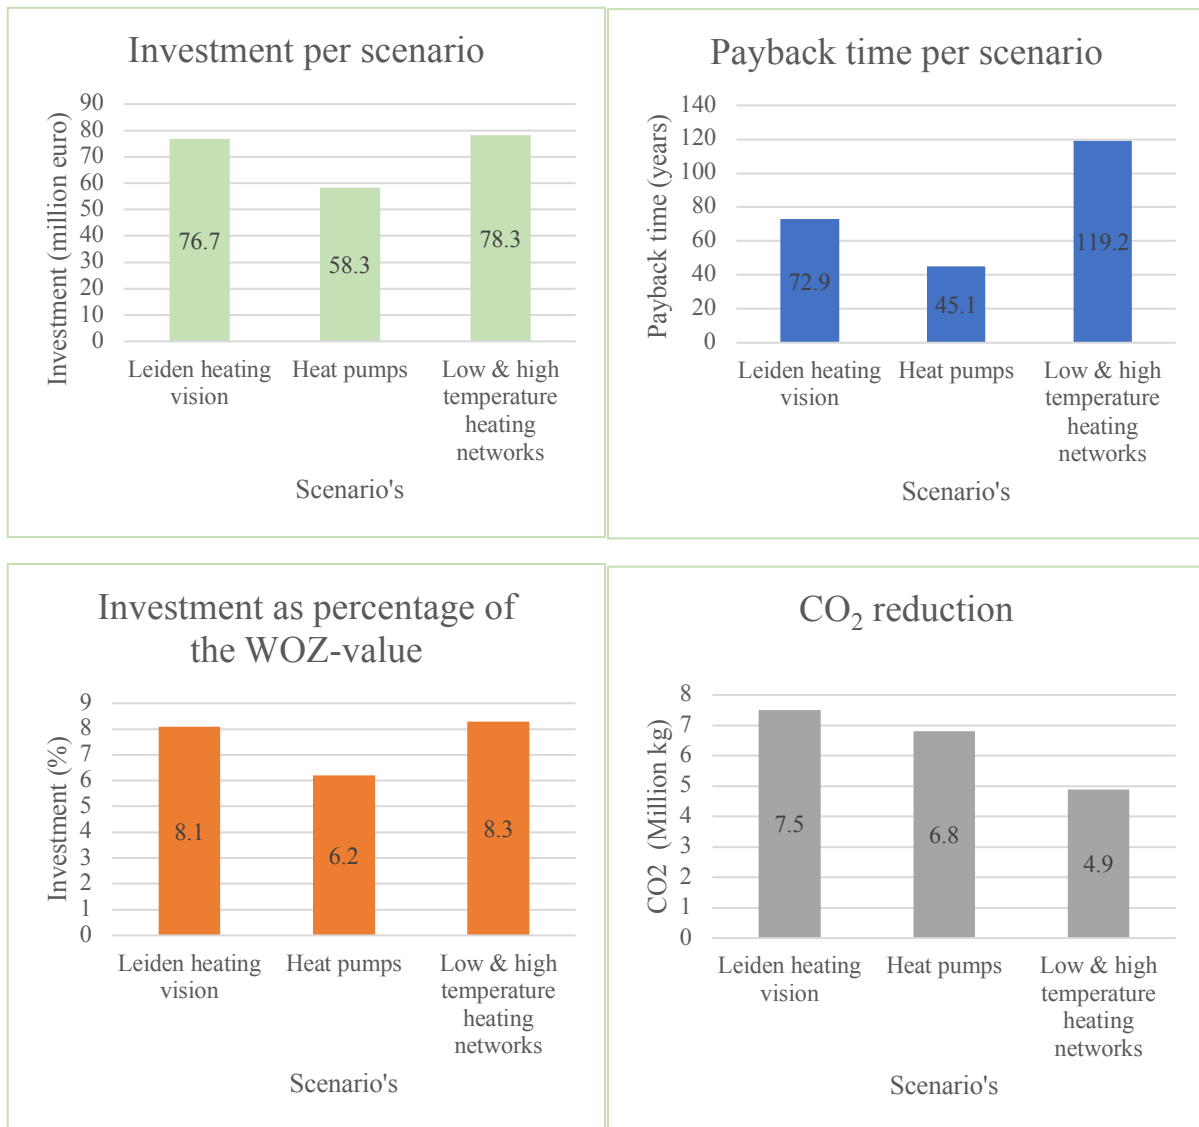 Investment per scenario
Investment (million euro)
90
80
70
60
50
40
30
20
10
0
76.7
58.3
78.3
Leiden heating
vision
Heat pumps
Low & high
temperature
heating
networks
Scenario's
Payback time per scenario
Payback time (years)
140
120
100
80
60
40
20
0
72.9
45.1
119.2
Leiden heating
vision
Heat pumps
Low & high
temperature
heating
networks
Scenario's
Investment as percentage of
the WOZ-value
Investment (%)
9
8
7
6
5
4
3
2
1
0
8.1
6.2
8.3
Leiden heating
vision
Heat pumps
Low & high
temperature
heating
networks
Scenario's
CO₂ reduction
CO2 (Million kg)
8
7
6
5
4
3
2
1
0
7.5
6.8
4.9
Leiden heating
vision
Heat pumps
Low & high
temperature
heating
networks
Scenario's